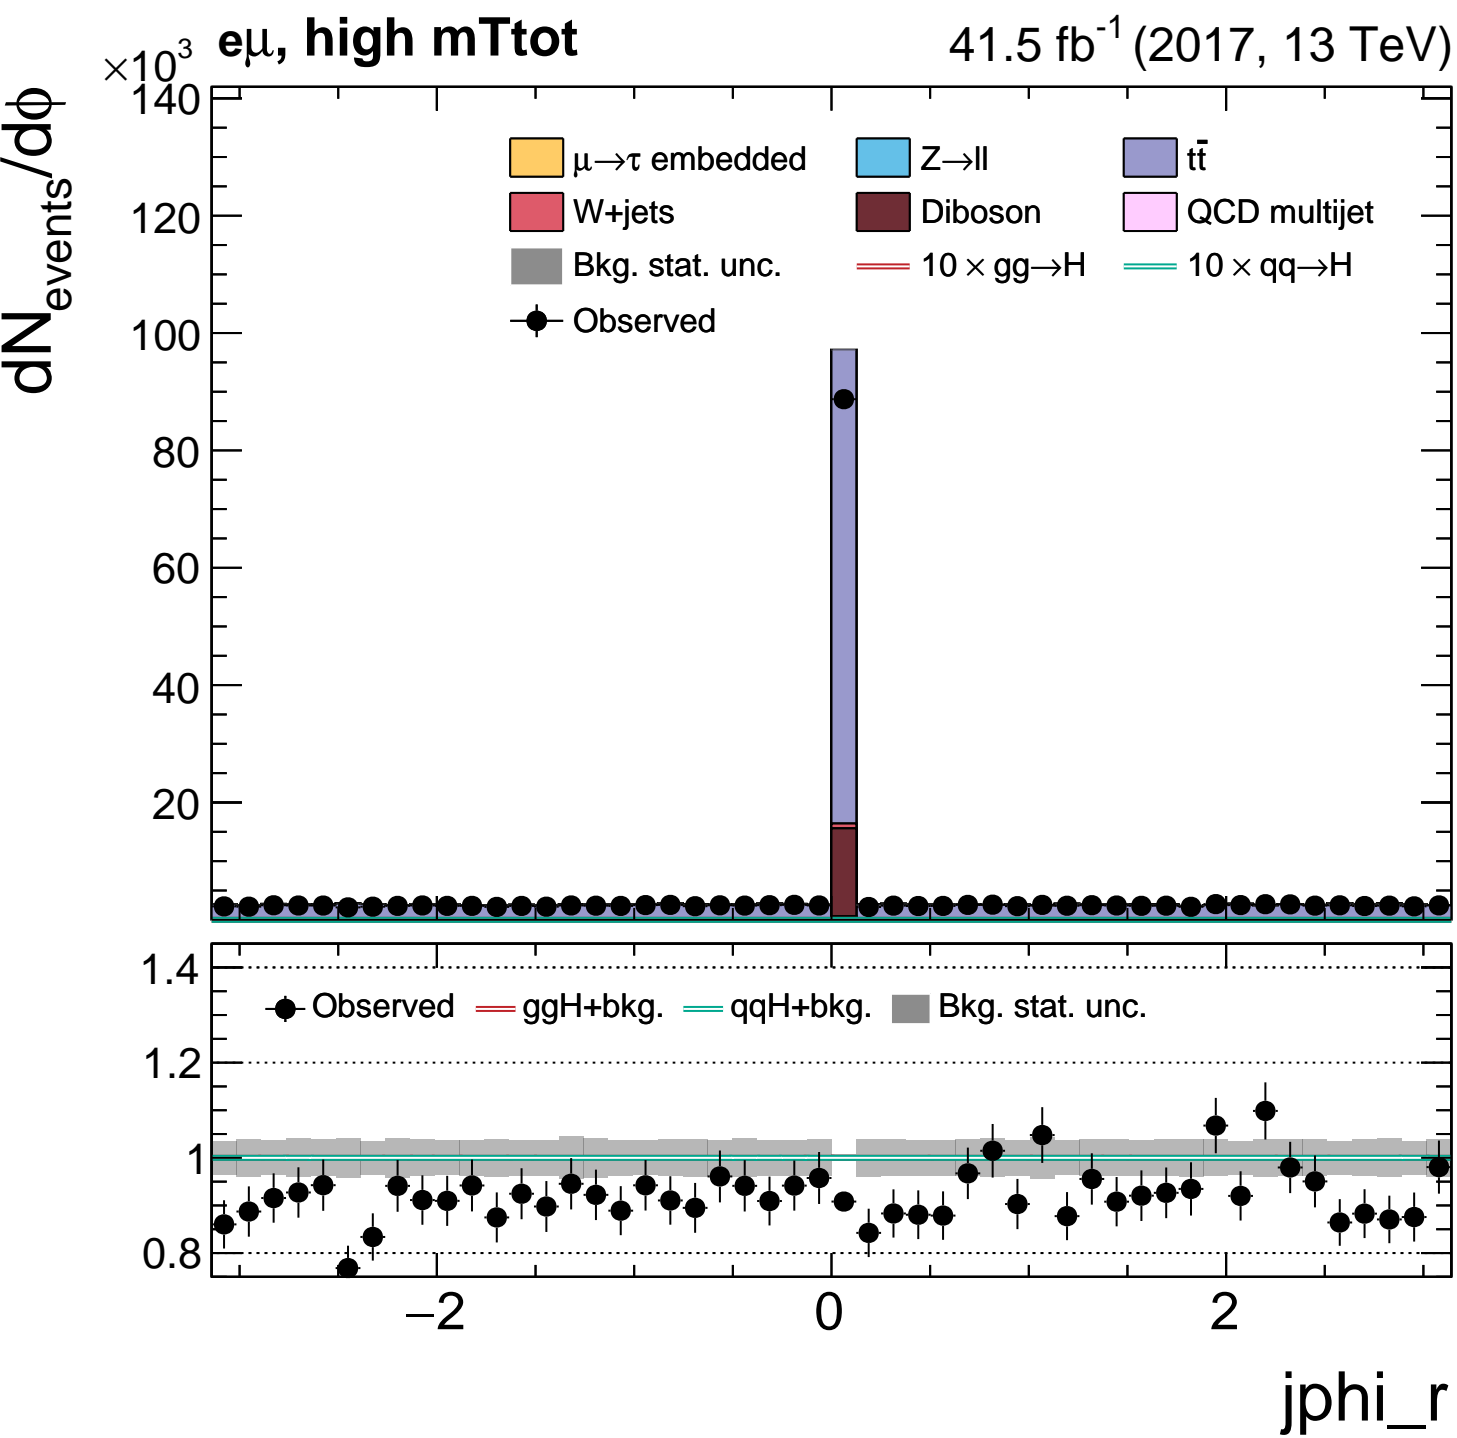 eμ, high mTtot 41.5 fb⁻¹ (2017, 13 TeV)
×10³
dN_events/dϕ
140
120
100
80
60
40
20
μ→τ embedded Z→ll tt̄
W+jets Diboson QCD multijet
Bkg. stat. unc. 10 × gg→H 10 × qq→H
Observed
1.4
1.2
1
0.8
Observed ggH+bkg. qqH+bkg. Bkg. stat. unc.
−2 0 2
jphi_r